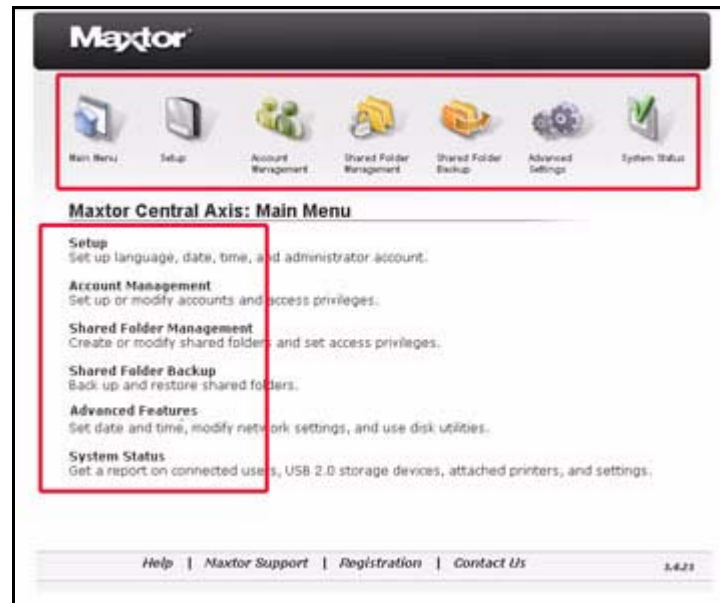 Maxtor
Main Menu
Setup
Account Management
Shared Folder Management
Shared Folder Backup
Advanced Settings
System Status
Maxtor Central Axis: Main Menu
Setup
Set up language, date, time, and administrator account.
Account Management
Set up or modify accounts and access privileges.
Shared Folder Management
Create or modify shared folders and set access privileges.
Shared Folder Backup
Back up and restore shared folders.
Advanced Features
Set date and time, modify network settings, and use disk utilities.
System Status
Get a report on connected users, USB 2.0 storage devices, attached printers, and settings.
Help | Maxtor Support | Registration | Contact Us